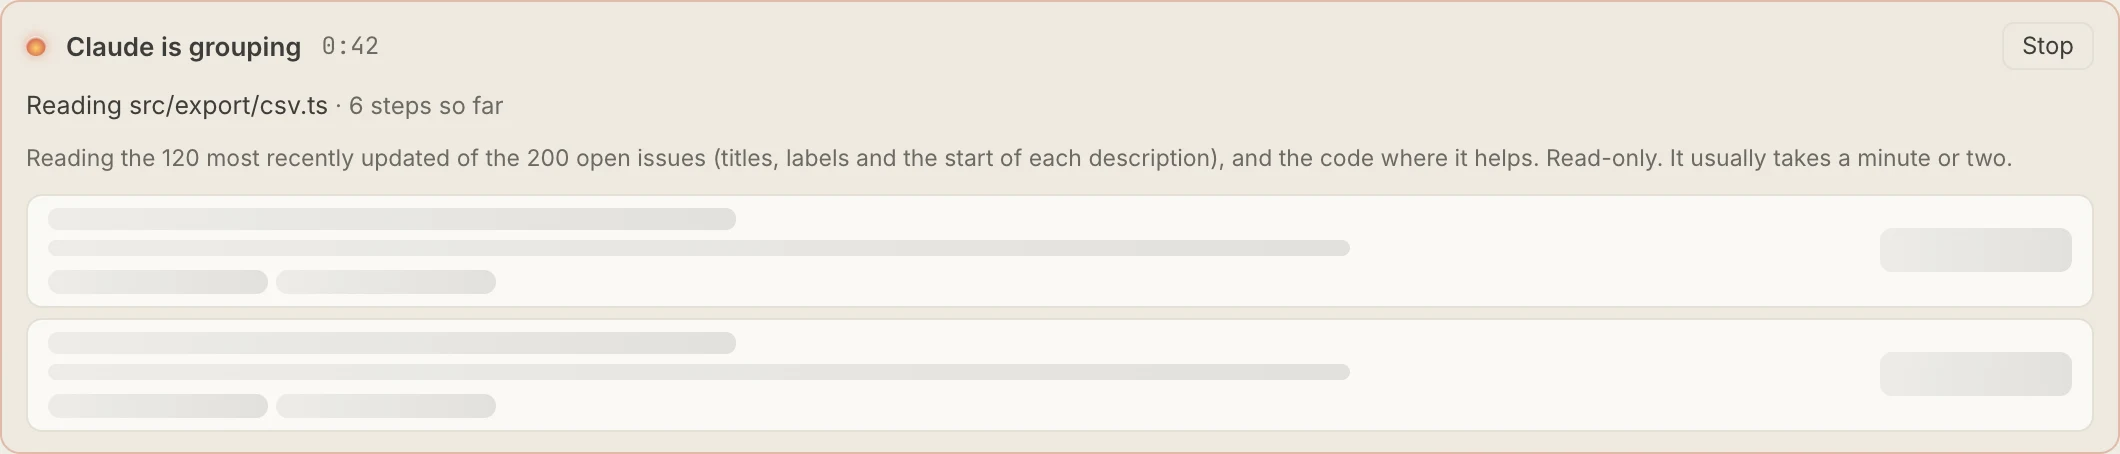 Claude is grouping 0:42
Stop
Reading src/export/csv.ts · 6 steps so far
Reading the 120 most recently updated of the 200 open issues (titles, labels and the start of each description), and the code where it helps. Read-only. It usually takes a minute or two.